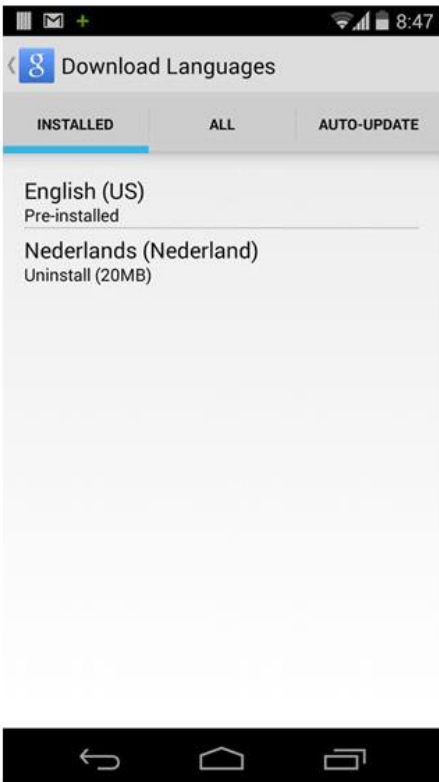 8:47
8 Download Languages
INSTALLED ALL AUTO-UPDATE
English (US)
Pre-installed
Nederlands (Nederland)
Uninstall (20MB)